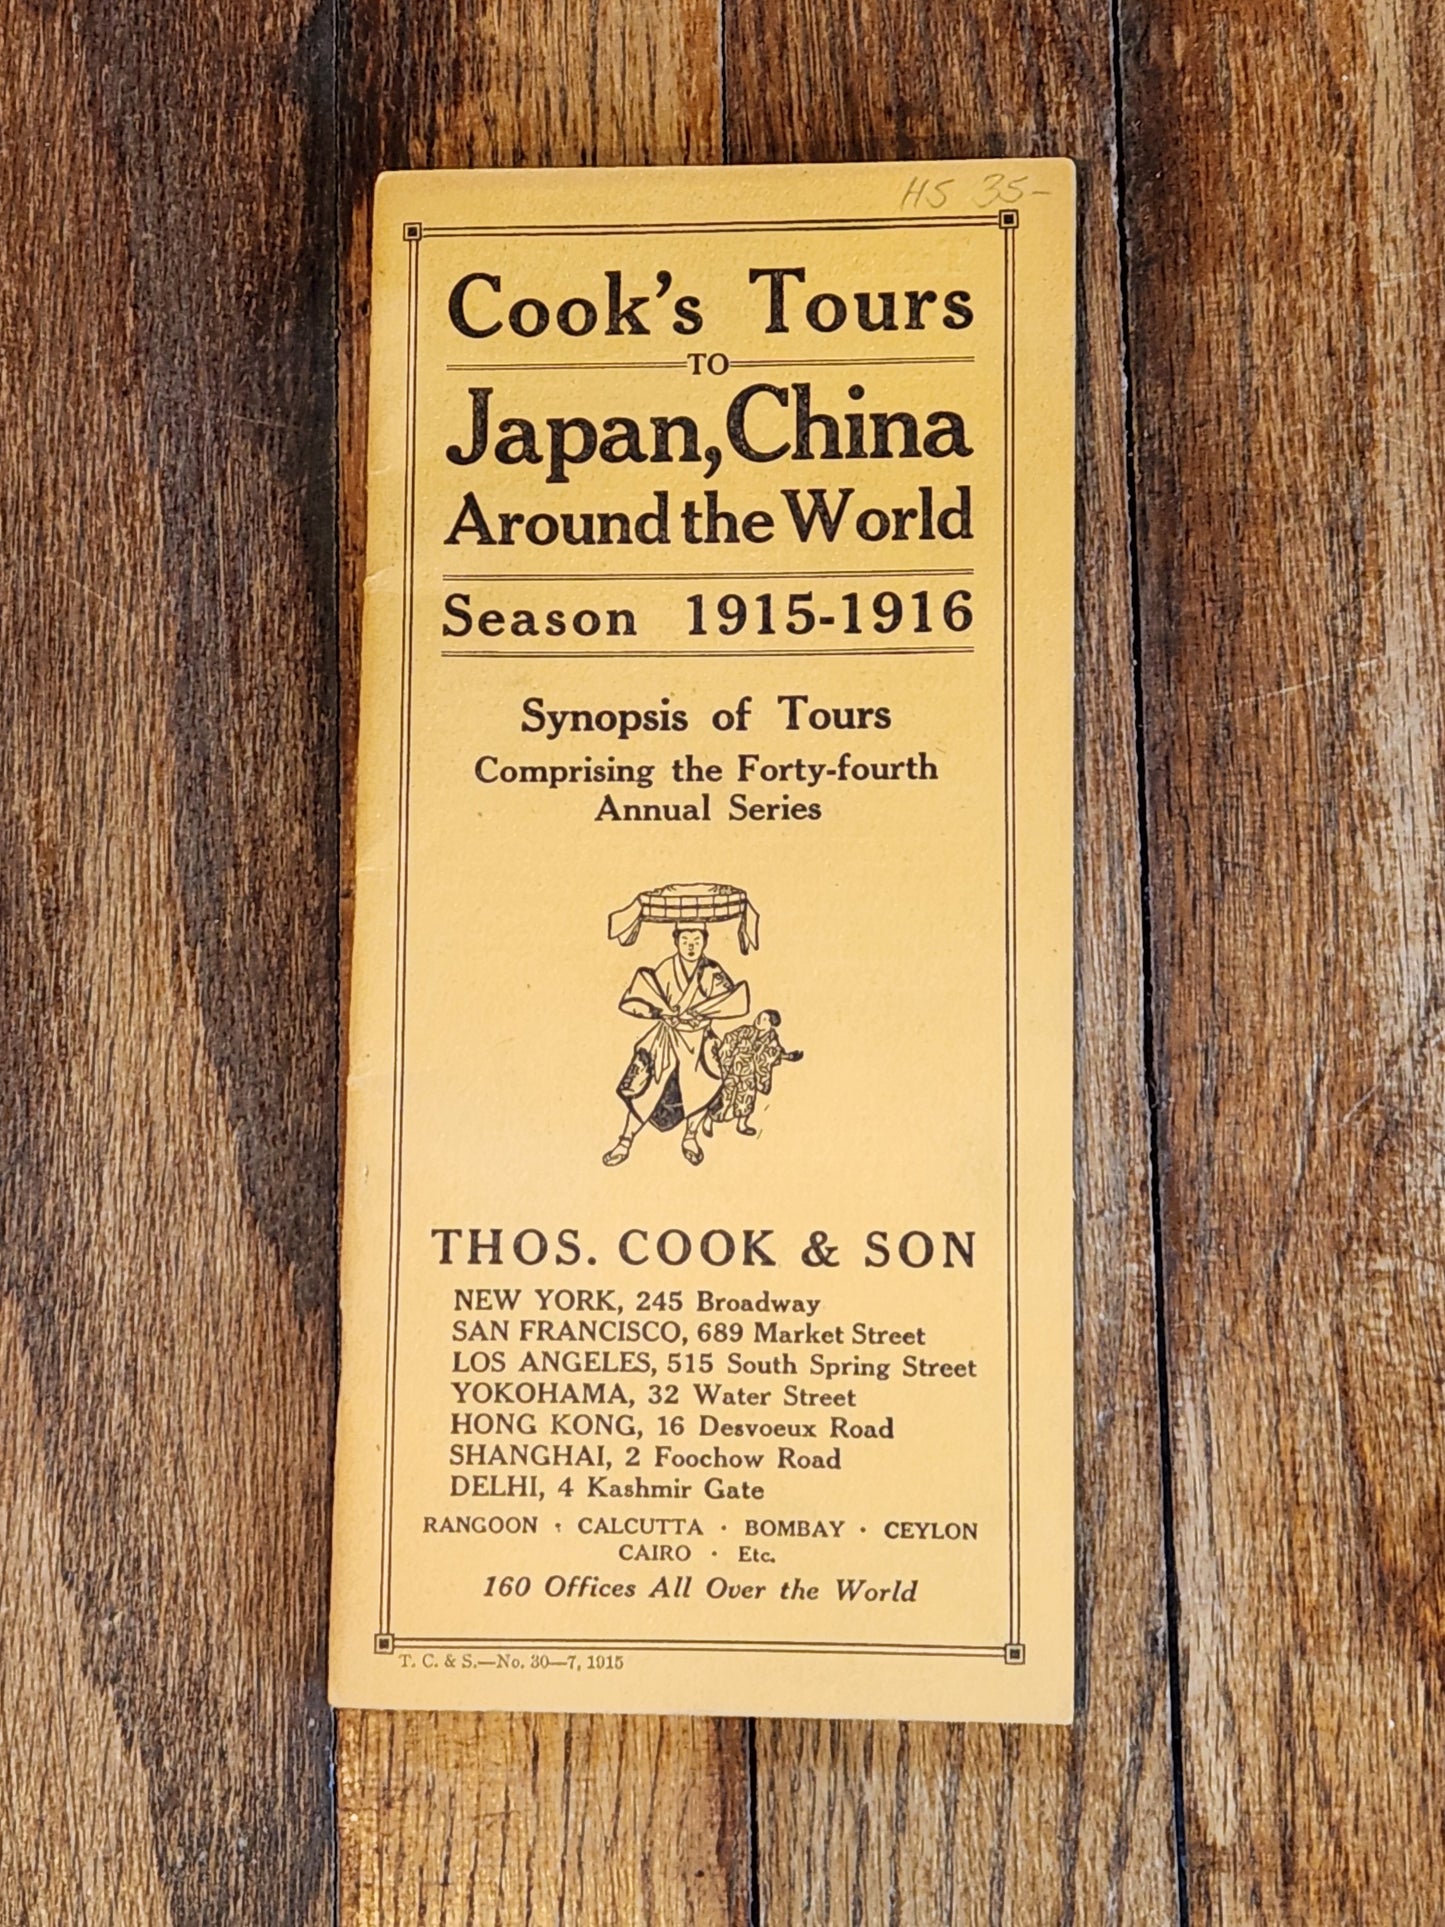 HS 35-
Cook's Tours
TO
Japan, China
Around the World
Season 1915-1916
Synopsis of Tours
Comprising the Forty-fourth
Annual Series
THOS. COOK & SON
NEW YORK, 245 Broadway
SAN FRANCISCO, 689 Market Street
LOS ANGELES, 515 South Spring Street
YOKOHAMA, 32 Water Street
HONG KONG, 16 Desvoeux Road
SHANGHAI, 2 Foochow Road
DELHI, 4 Kashmir Gate
RANGOON · CALCUTTA · BOMBAY · CEYLON
CAIRO · Etc.
160 Offices All Over the World
T. C. & S.—No. 30—7, 1915